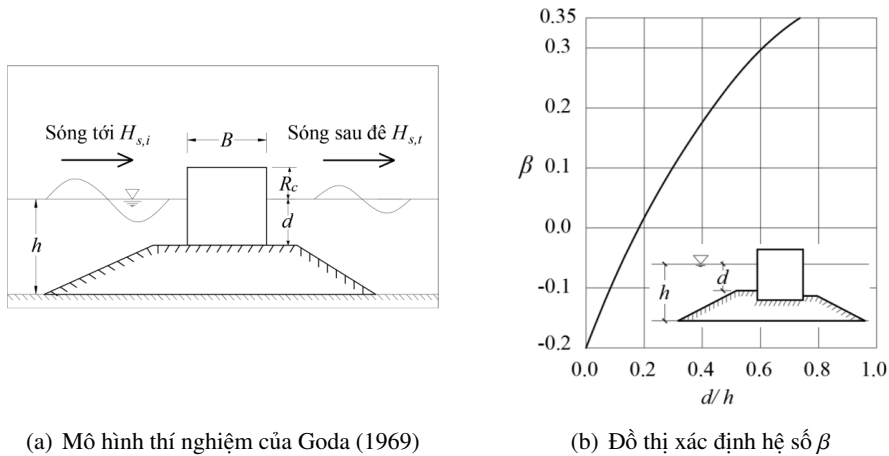 Sóng tới H_{s,i}
B
Sóng sau đê H_{s,t}
R_c
d
h
0.35
0.3
0.2
β
0.1
0.0
-0.1
-0.2
d
h
0.0 0.2 0.4 0.6 0.8 1.0
d/h
(a) Mô hình thí nghiệm của Goda (1969)
(b) Đồ thị xác định hệ số β